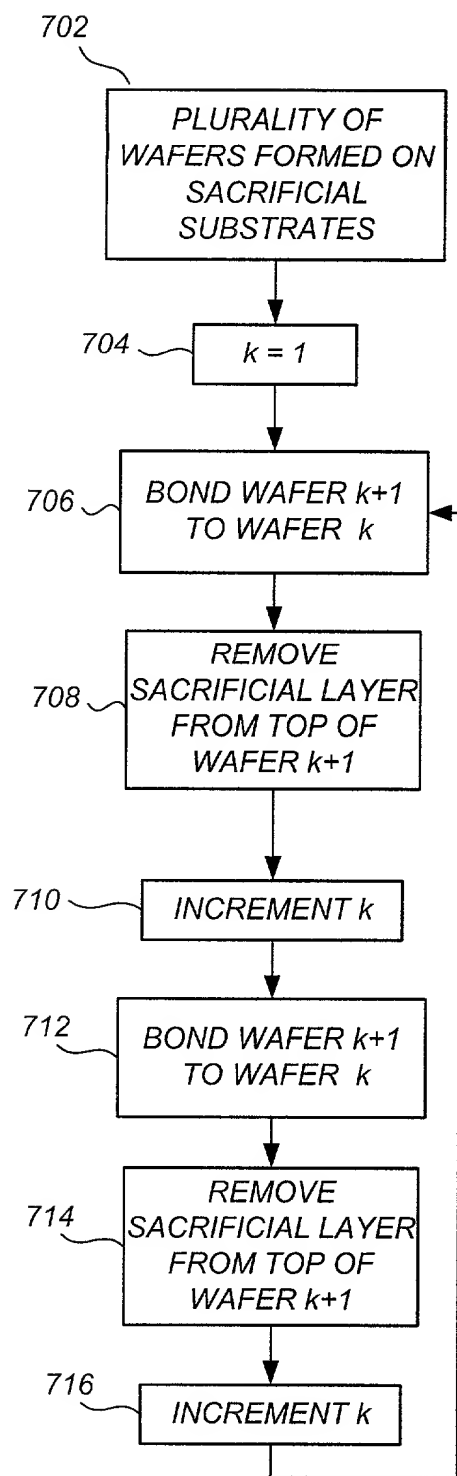 702
PLURALITY OF
WAFERS FORMED ON
SACRIFICIAL
SUBSTRATES
704
k = 1
706
BOND WAFER k+1
TO WAFER k
708
REMOVE
SACRIFICIAL LAYER
FROM TOP OF
WAFER k+1
710
INCREMENT k
712
BOND WAFER k+1
TO WAFER k
714
REMOVE
SACRIFICIAL LAYER
FROM TOP OF
WAFER k+1
716
INCREMENT k